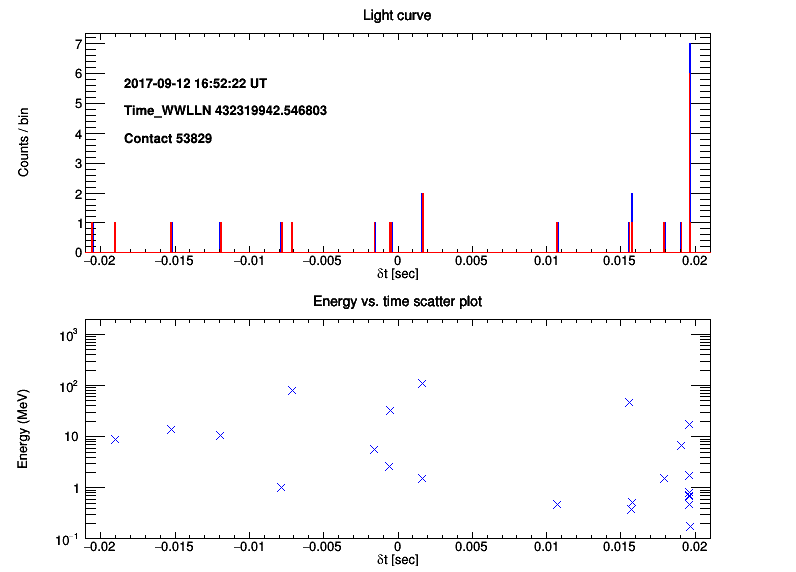 Light curve
Counts / bin
7
6
5
4
3
2
1
0
2017-09-12 16:52:22 UT
Time_WWLLN 432319942.546803
Contact 53829
−0.02 −0.015 −0.01 −0.005 0 0.005 0.01 0.015 0.02
δt [sec]
Energy vs. time scatter plot
Energy (MeV)
10³
10²
10
1
10⁻¹
−0.02 −0.015 −0.01 −0.005 0 0.005 0.01 0.015 0.02
δt [sec]